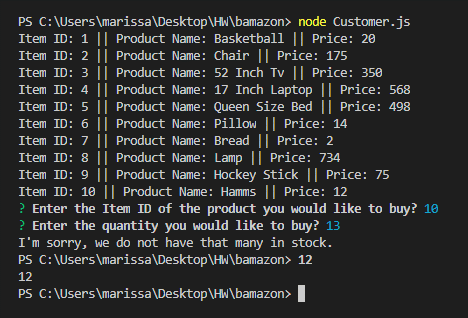 PS C:\Users\marissa\Desktop\HW\bamazon> node Customer.js
Item ID: 1 || Product Name: Basketball || Price: 20
Item ID: 2 || Product Name: Chair || Price: 175
Item ID: 3 || Product Name: 52 Inch Tv || Price: 350
Item ID: 4 || Product Name: 17 Inch Laptop || Price: 568
Item ID: 5 || Product Name: Queen Size Bed || Price: 498
Item ID: 6 || Product Name: Pillow || Price: 14
Item ID: 7 || Product Name: Bread || Price: 2
Item ID: 8 || Product Name: Lamp || Price: 734
Item ID: 9 || Product Name: Hockey Stick || Price: 75
Item ID: 10 || Product Name: Hamms || Price: 12
? Enter the Item ID of the product you would like to buy? 10
? Enter the quantity you would like to buy? 13
I'm sorry, we do not have that many in stock.
PS C:\Users\marissa\Desktop\HW\bamazon> 12
12
PS C:\Users\marissa\Desktop\HW\bamazon>